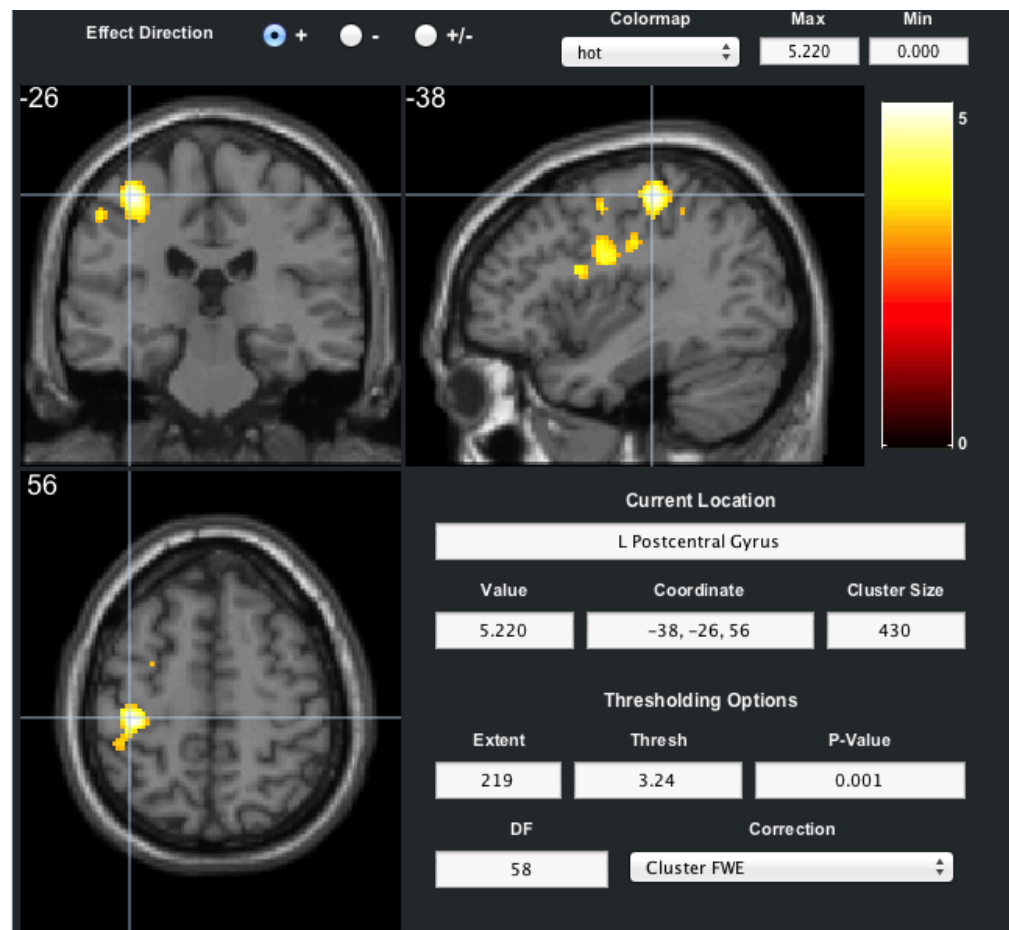 Effect Direction + - +/-
Colormap Max Min
hot 5.220 0.000
-26 -38
5
0
56
Current Location
L Postcentral Gyrus
Value Coordinate Cluster Size
5.220 -38, -26, 56 430
Thresholding Options
Extent Thresh P-Value
219 3.24 0.001
DF Correction
58 Cluster FWE